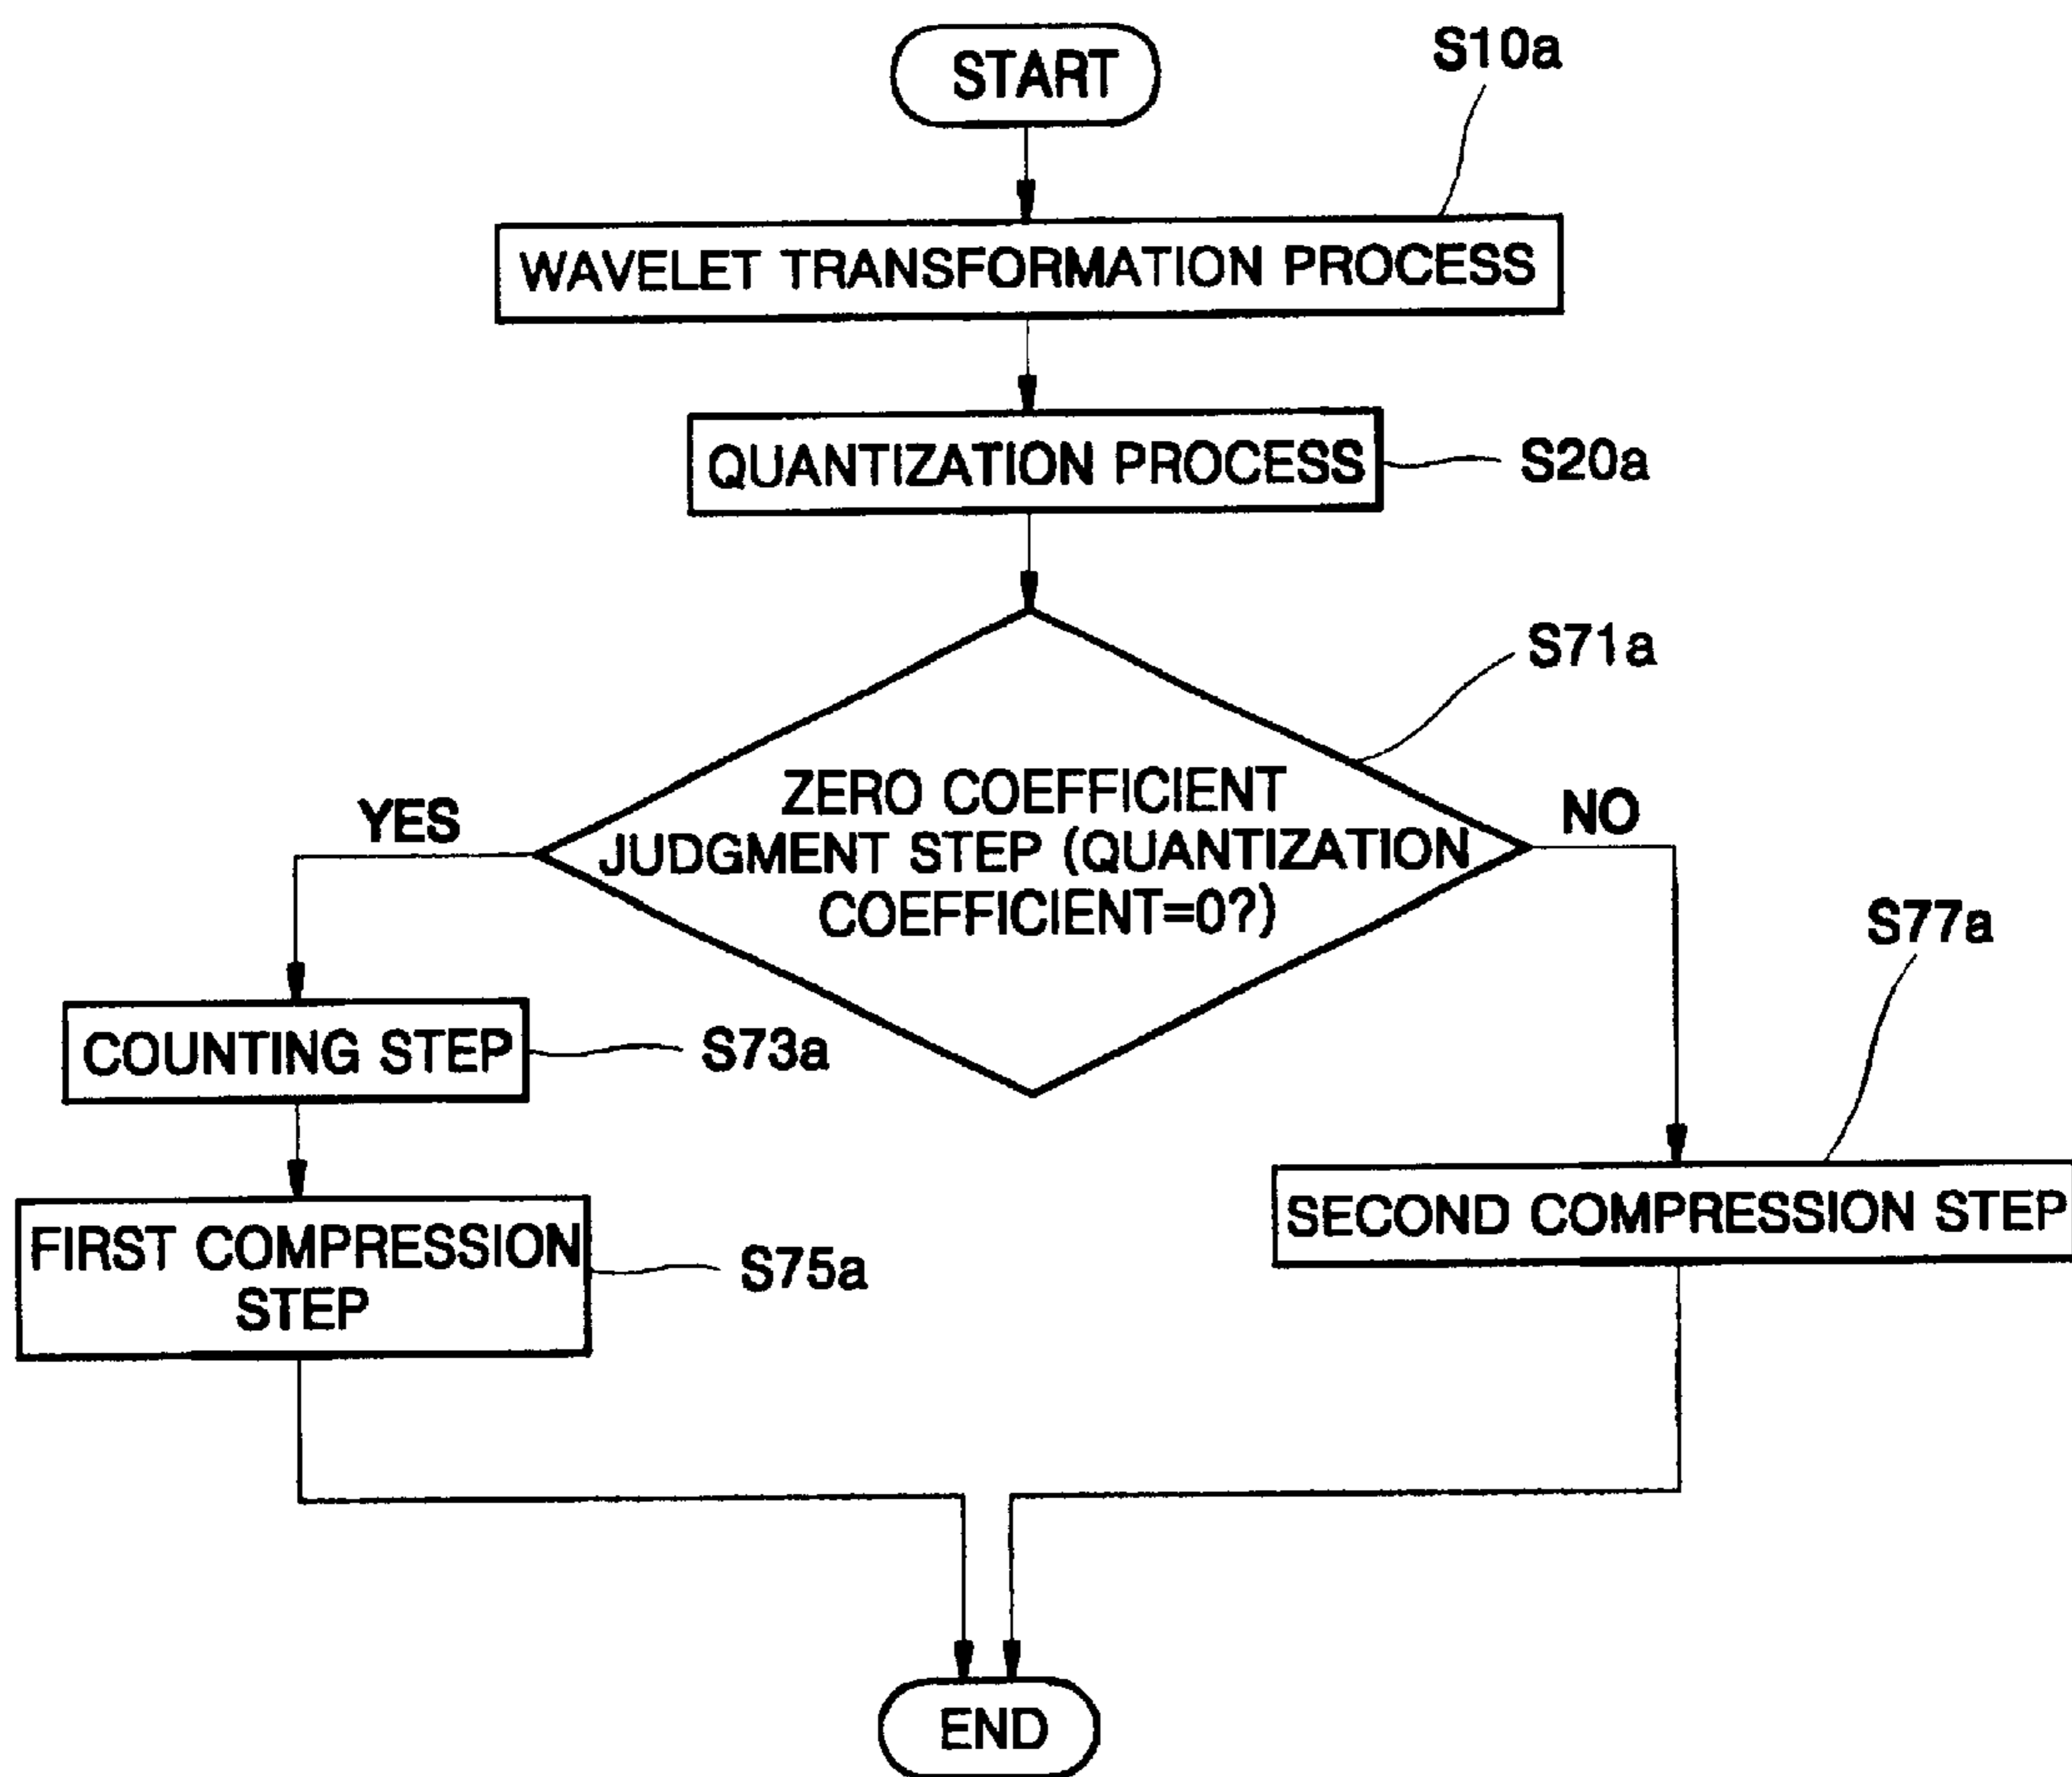 START
S10a
WAVELET TRANSFORMATION PROCESS
QUANTIZATION PROCESS
S20a
S71a
ZERO COEFFICIENT
JUDGMENT STEP (QUANTIZATION
COEFFICIENT=0?)
YES
NO
S77a
COUNTING STEP
S73a
SECOND COMPRESSION STEP
FIRST COMPRESSION
STEP
S75a
END